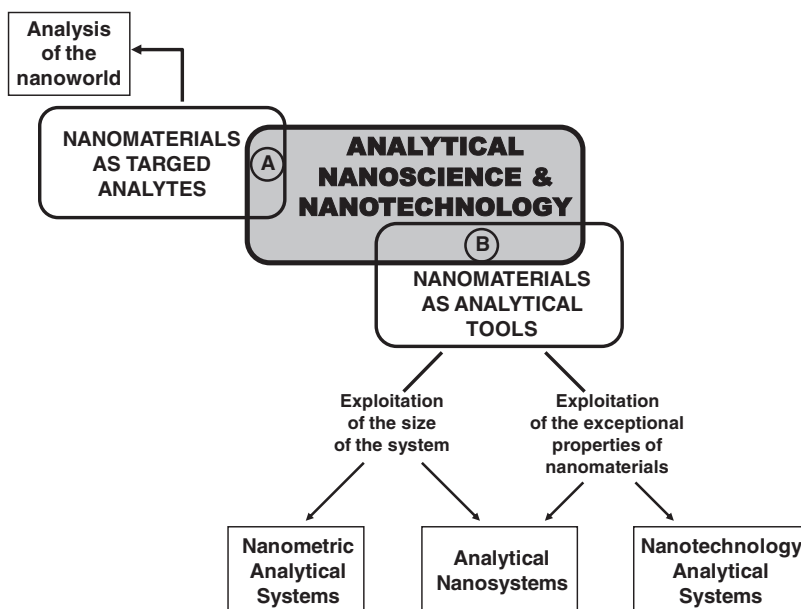 Analysis
of the
nanoworld
NANOMATERIALS
AS TARGED
ANALYTES
A
ANALYTICAL
NANOSCIENCE &
NANOTECHNOLOGY
B
NANOMATERIALS
AS ANALYTICAL
TOOLS
Exploitation
of the size
of the system
Exploitation
of the exceptional
properties of
nanomaterials
Nanometric
Analytical
Systems
Analytical
Nanosystems
Nanotechnology
Analytical
Systems